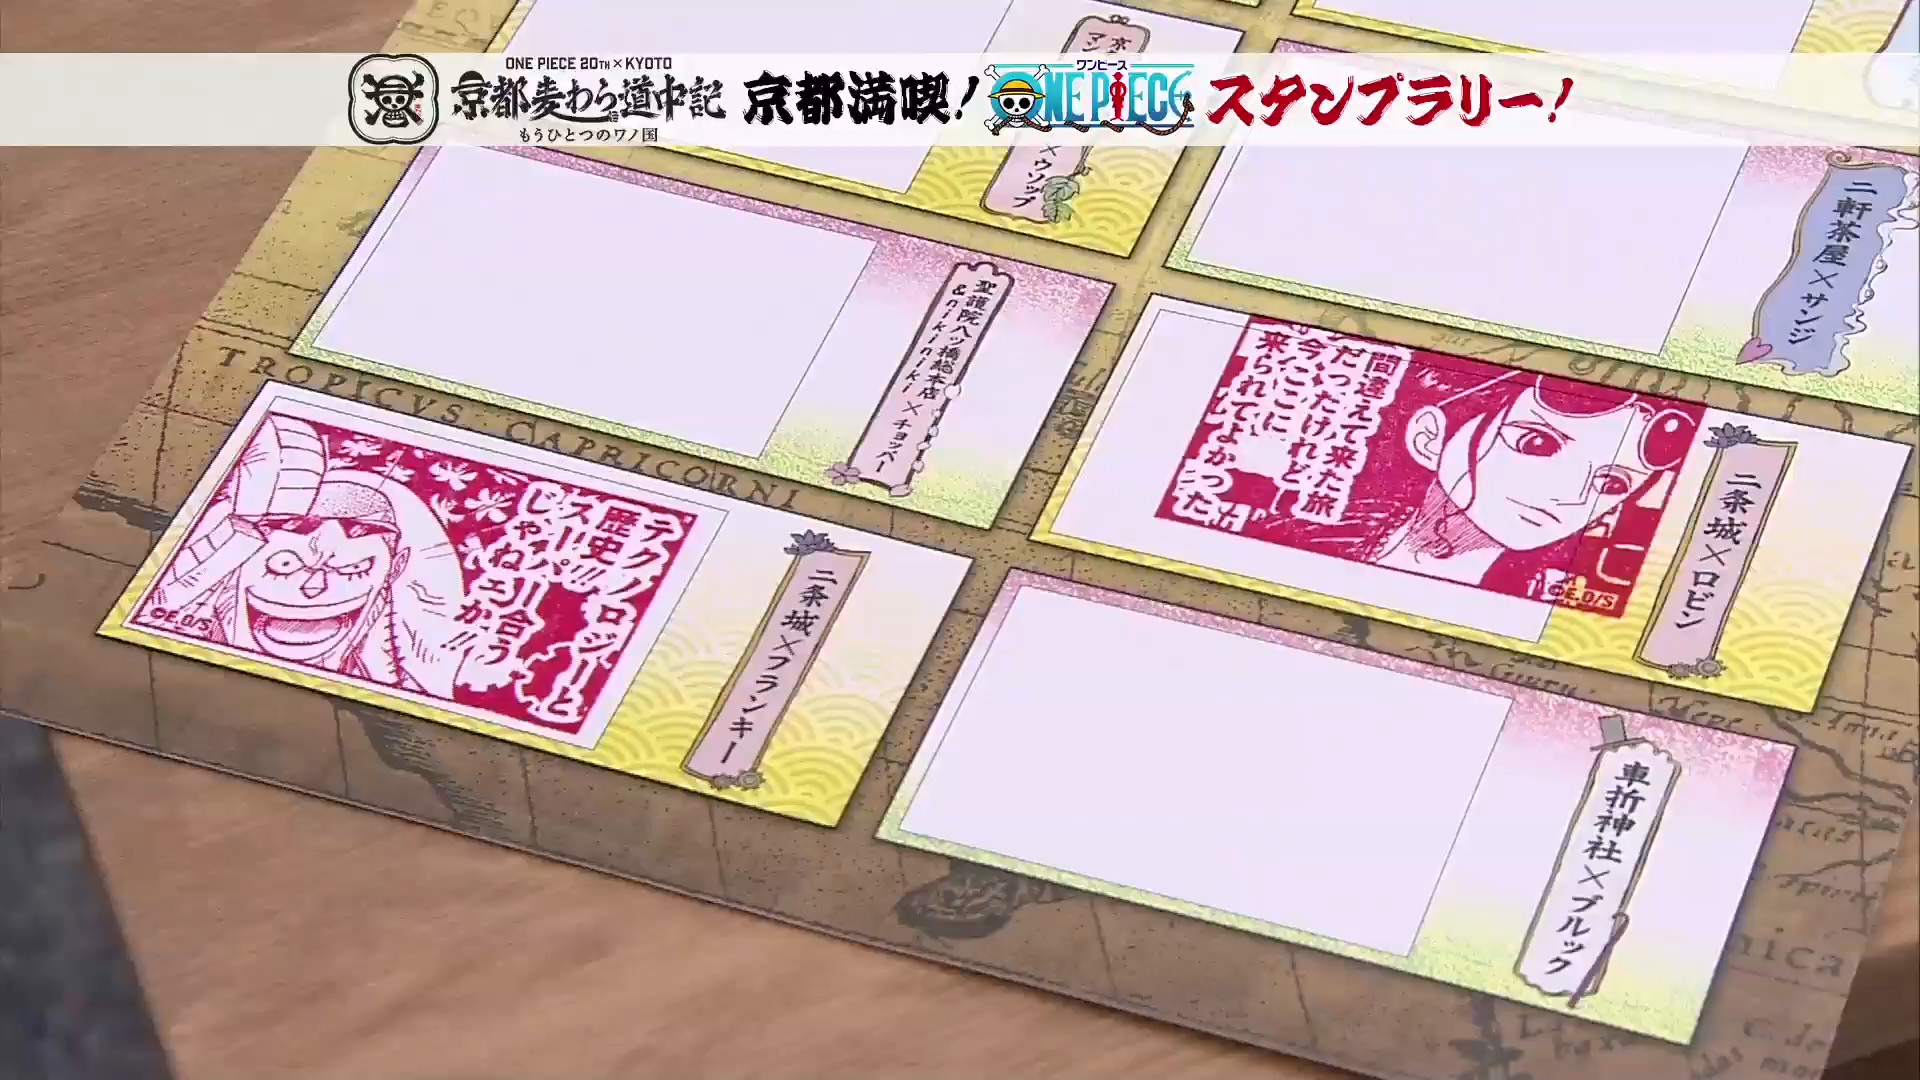 ONE PIECE 20TH×KYOTO
京都麦わら道中記
もうひとつのワノ国
京都満喫!
ワンピース
ONE PIECE
スタンプラリー!
×ウソップ
二軒茶屋×サンジ
聖護院八ッ橋総本店
&nikiniki×チョッパー
TROPICVS CAPRICORNI
間違えて来た旅
だったけれど
今ここに
来られてよかった
©E.O/S
二条城×ロビン
テクノロジーと
歴史!!!
スーパー合う
じゃねェか!!
©E.O/S
二条城×フランキー
車折神社×ブルック